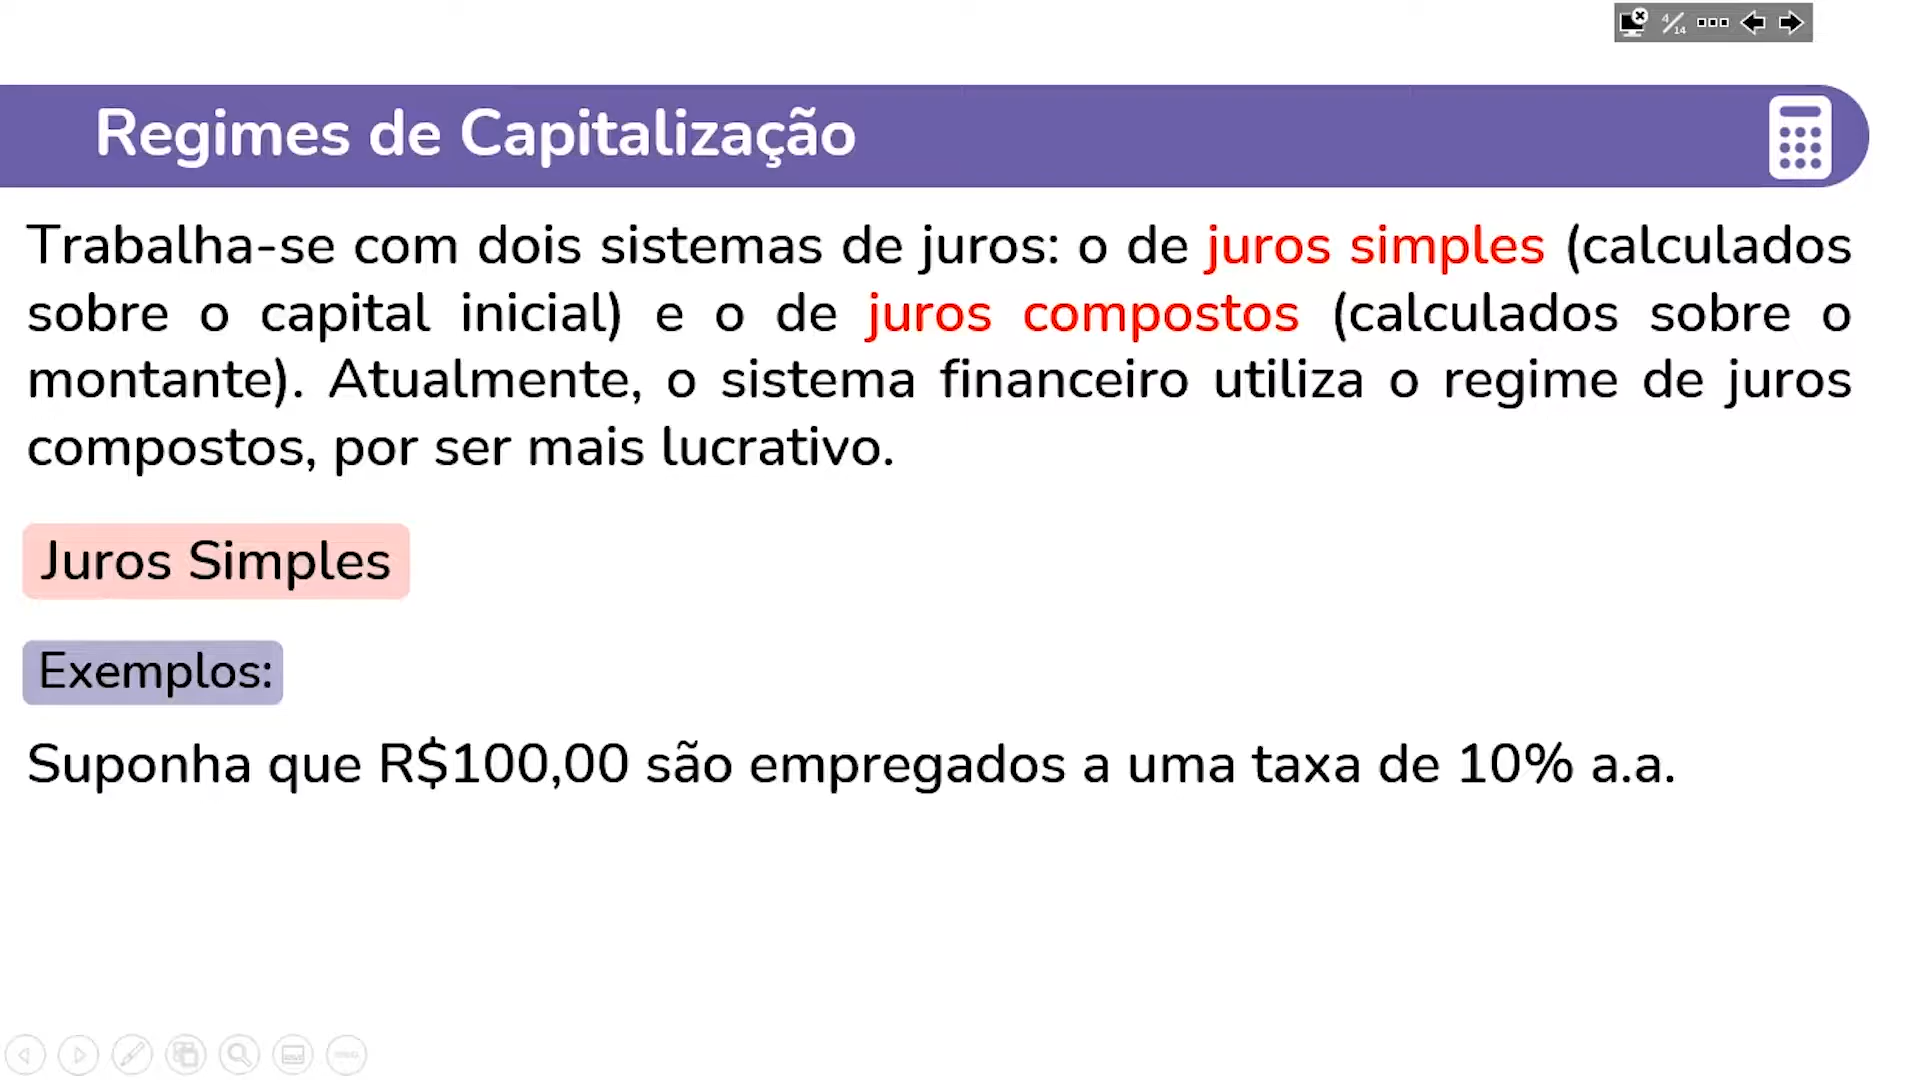 4/14
Regimes de Capitalização
Trabalha-se com dois sistemas de juros: o de juros simples (calculados
sobre o capital inicial) e o de juros compostos (calculados sobre o
montante). Atualmente, o sistema financeiro utiliza o regime de juros
compostos, por ser mais lucrativo.
Juros Simples
Exemplos:
Suponha que R$100,00 são empregados a uma taxa de 10% a.a.